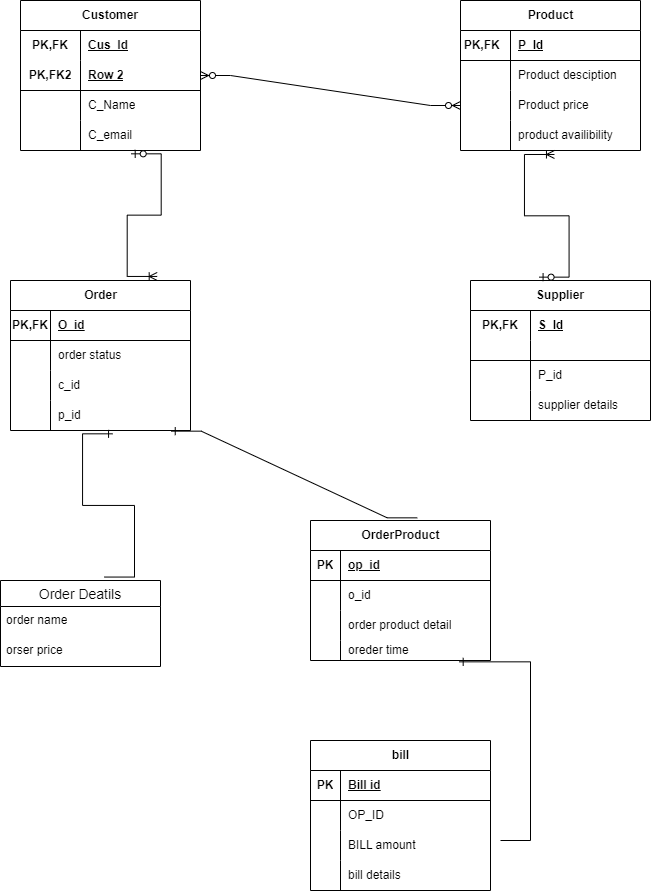 Customer
PK,FK Cus_Id
PK,FK2 Row 2
C_Name
C_email
Product
PK,FK P_Id
Product desciption
Product price
product availibility
Order
PK,FK O_id
order status
c_id
p_id
Supplier
PK,FK S_Id
P_id
supplier details
OrderProduct
PK op_id
o_id
order product detail
oreder time
Order Deatils
order name
orser price
bill
PK Bill id
OP_ID
BILL amount
bill details